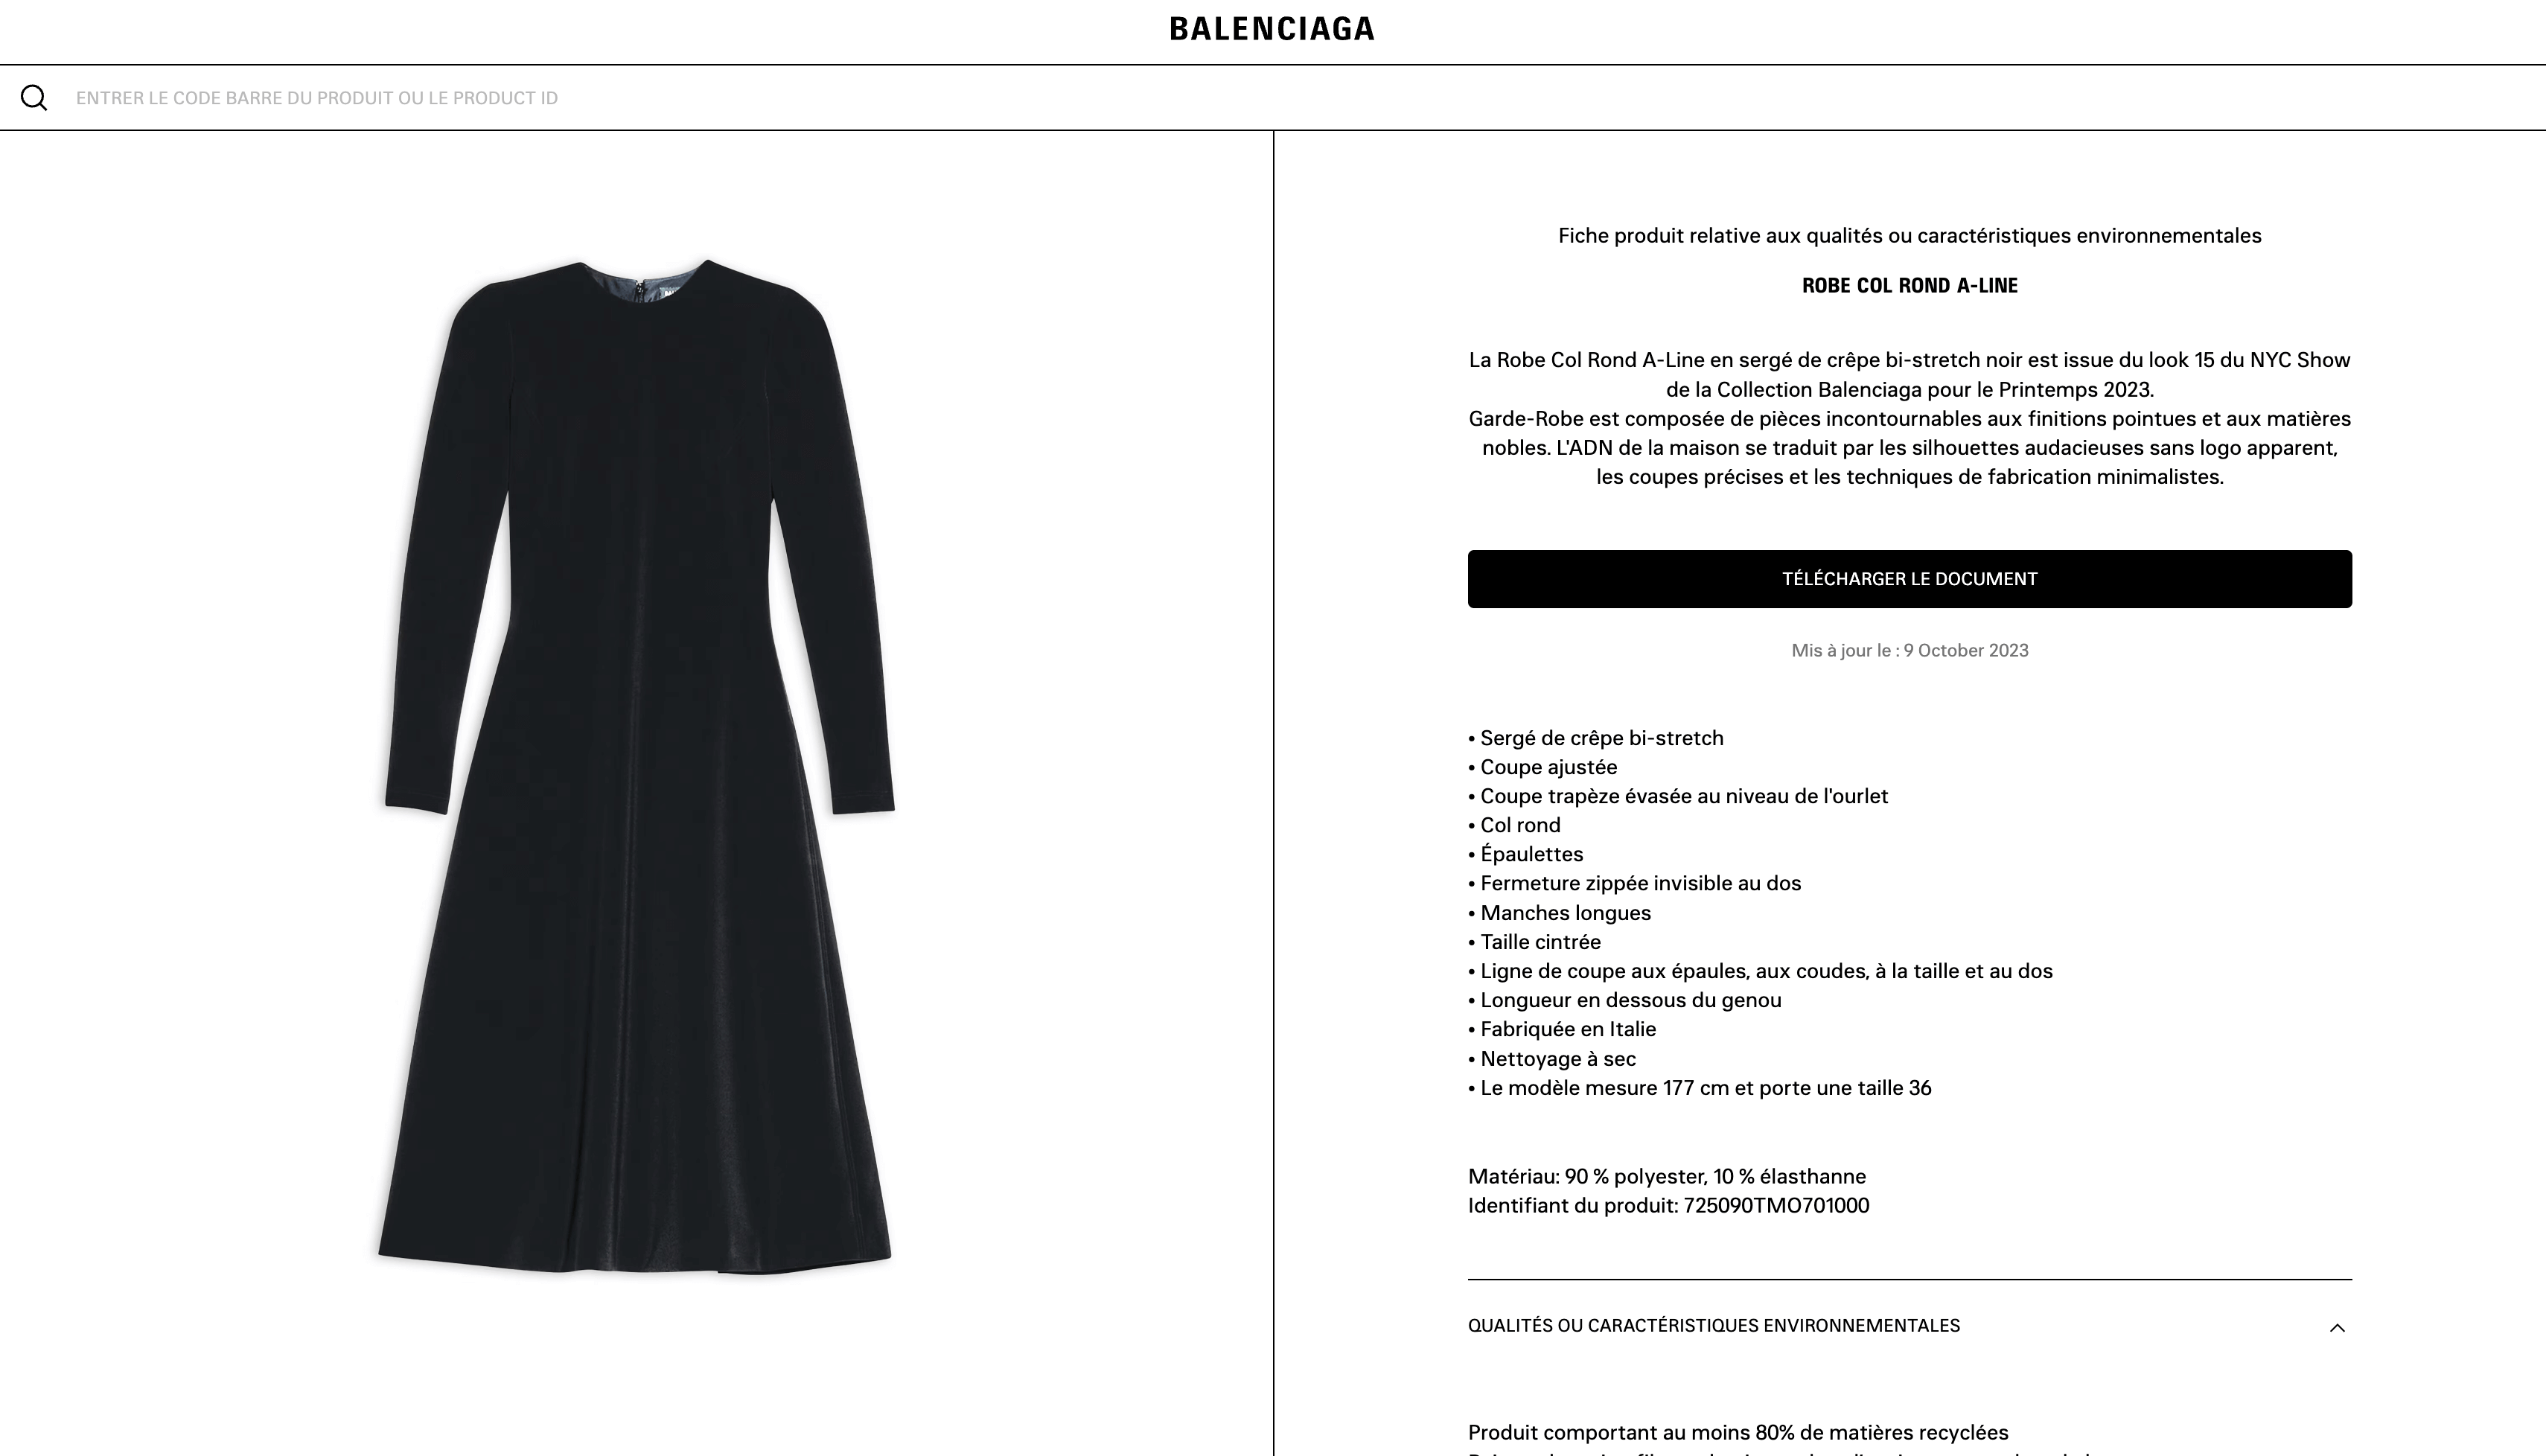 BALENCIAGA
ENTRER LE CODE BARRE DU PRODUIT OU LE PRODUCT ID
Fiche produit relative aux qualités ou caractéristiques environnementales
ROBE COL ROND A-LINE
La Robe Col Rond A-Line en sergé de crêpe bi-stretch noir est issue du look 15 du NYC Show
de la Collection Balenciaga pour le Printemps 2023.
Garde-Robe est composée de pièces incontournables aux finitions pointues et aux matières
nobles. L'ADN de la maison se traduit par les silhouettes audacieuses sans logo apparent,
les coupes précises et les techniques de fabrication minimalistes.
TÉLÉCHARGER LE DOCUMENT
Mis à jour le : 9 October 2023
• Sergé de crêpe bi-stretch
• Coupe ajustée
• Coupe trapèze évasée au niveau de l'ourlet
• Col rond
• Épaulettes
• Fermeture zippée invisible au dos
• Manches longues
• Taille cintrée
• Ligne de coupe aux épaules, aux coudes, à la taille et au dos
• Longueur en dessous du genou
• Fabriquée en Italie
• Nettoyage à sec
• Le modèle mesure 177 cm et porte une taille 36
Matériau: 90 % polyester, 10 % élasthanne
Identifiant du produit: 725090TMO701000
QUALITÉS OU CARACTÉRISTIQUES ENVIRONNEMENTALES
Produit comportant au moins 80% de matières recyclées